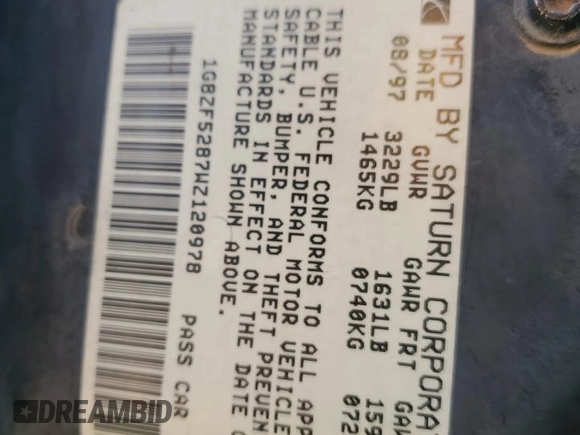 MFD BY SATURN CORPORA
DATE GVWR GAWR FRT GA
08/97 3229LB 1631LB 159
1465KG 0740KG 072
THIS VEHICLE CONFORMS TO ALL APP
CABLE U.S. FEDERAL MOTOR VEHICLE
SAFETY, BUMPER, AND THEFT PREVEN
STANDARDS IN EFFECT ON THE DATE O
MANUFACTURE SHOWN ABOVE.
1G8ZF5287WZ120978 PASS CAR
DREAMBID